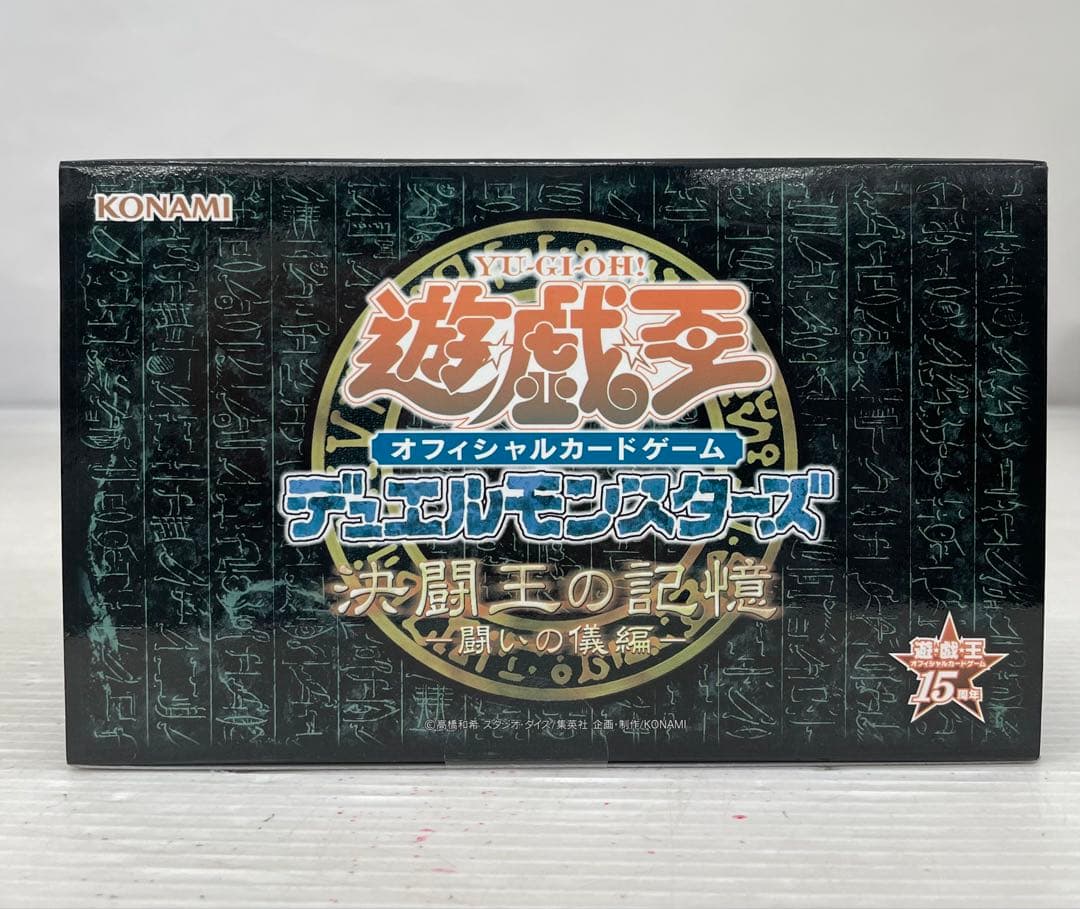 KONAMI
YU-GI-OH!
遊☆戯☆王
オフィシャルカードゲーム
デュエルモンスターズ
決闘王の記憶
―闘いの儀編―
遊・戯・王
オフィシャルカードゲーム
15周年
©高橋和希 スタジオ・ダイス/集英社 企画・制作/KONAMI